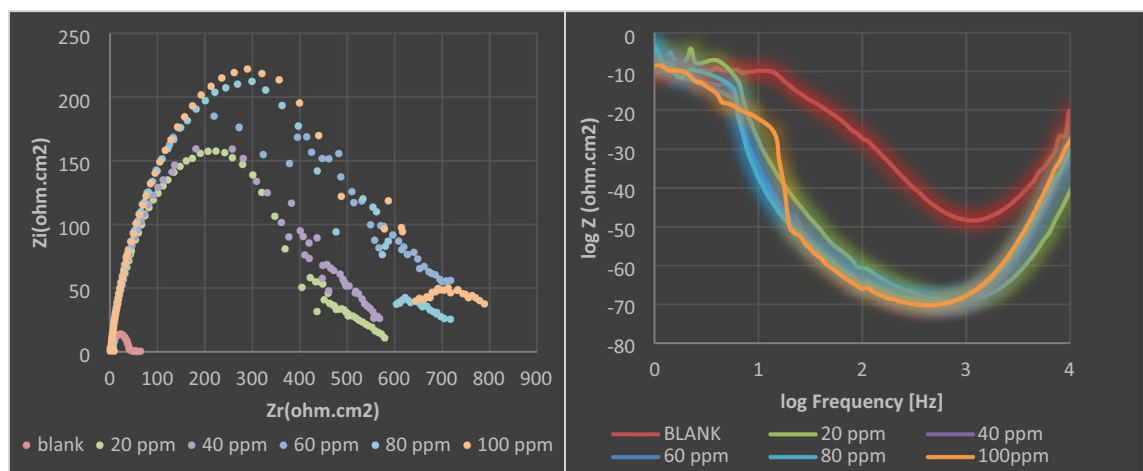 250
200
150
100
50
0
Zi(ohm.cm2)
0 100 200 300 400 500 600 700 800 900
Zr(ohm.cm2)
blank 20 ppm 40 ppm 60 ppm 80 ppm 100 ppm
0
-10
-20
-30
-40
-50
-60
-70
-80
log Z (ohm.cm2)
0 1 2 3 4
log Frequency [Hz]
BLANK 20 ppm 40 ppm
60 ppm 80 ppm 100ppm